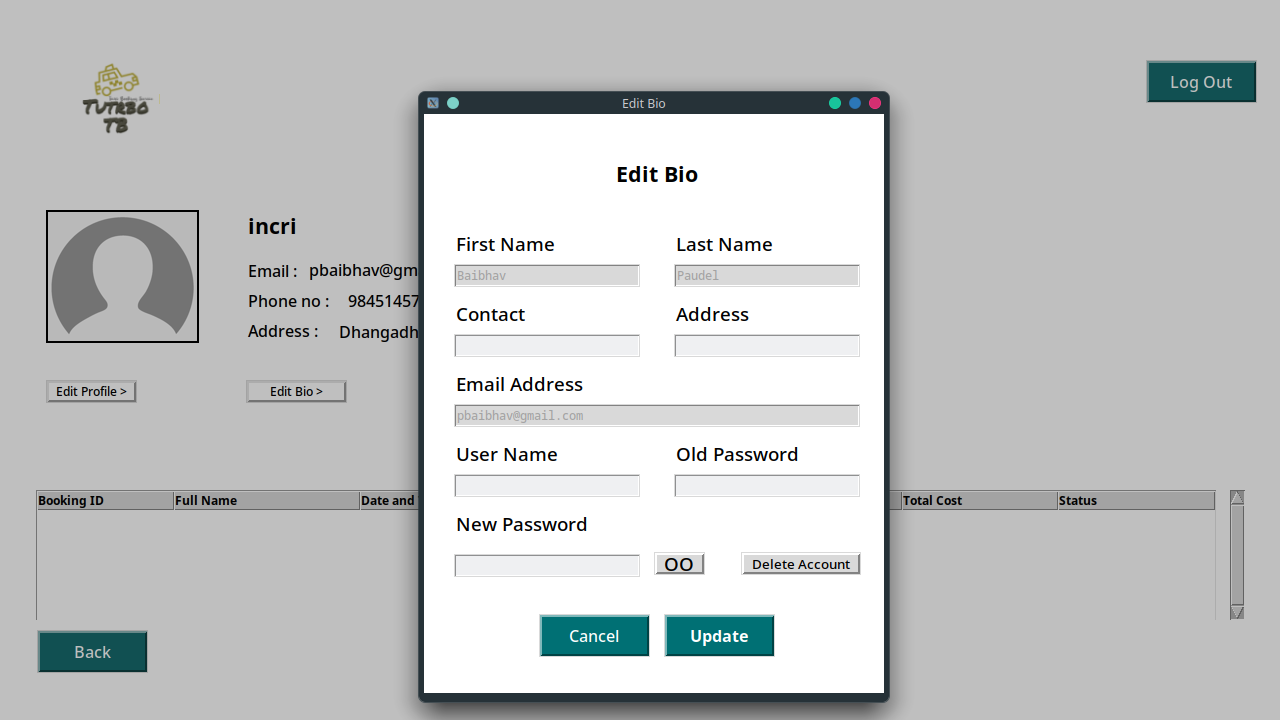 Edit Bio
Log Out
TUTRBO
TB
Edit Bio
incri
Email : pbaibhav@gm
Phone no : 98451457
Address : Dhangadh
Edit Profile >
Edit Bio >
First Name Last Name
Baibhav Paudel
Contact Address
Email Address
pbaibhav@gmail.com
User Name Old Password
New Password
OO Delete Account
Cancel Update
Booking ID Full Name Date and Total Cost Status
Back